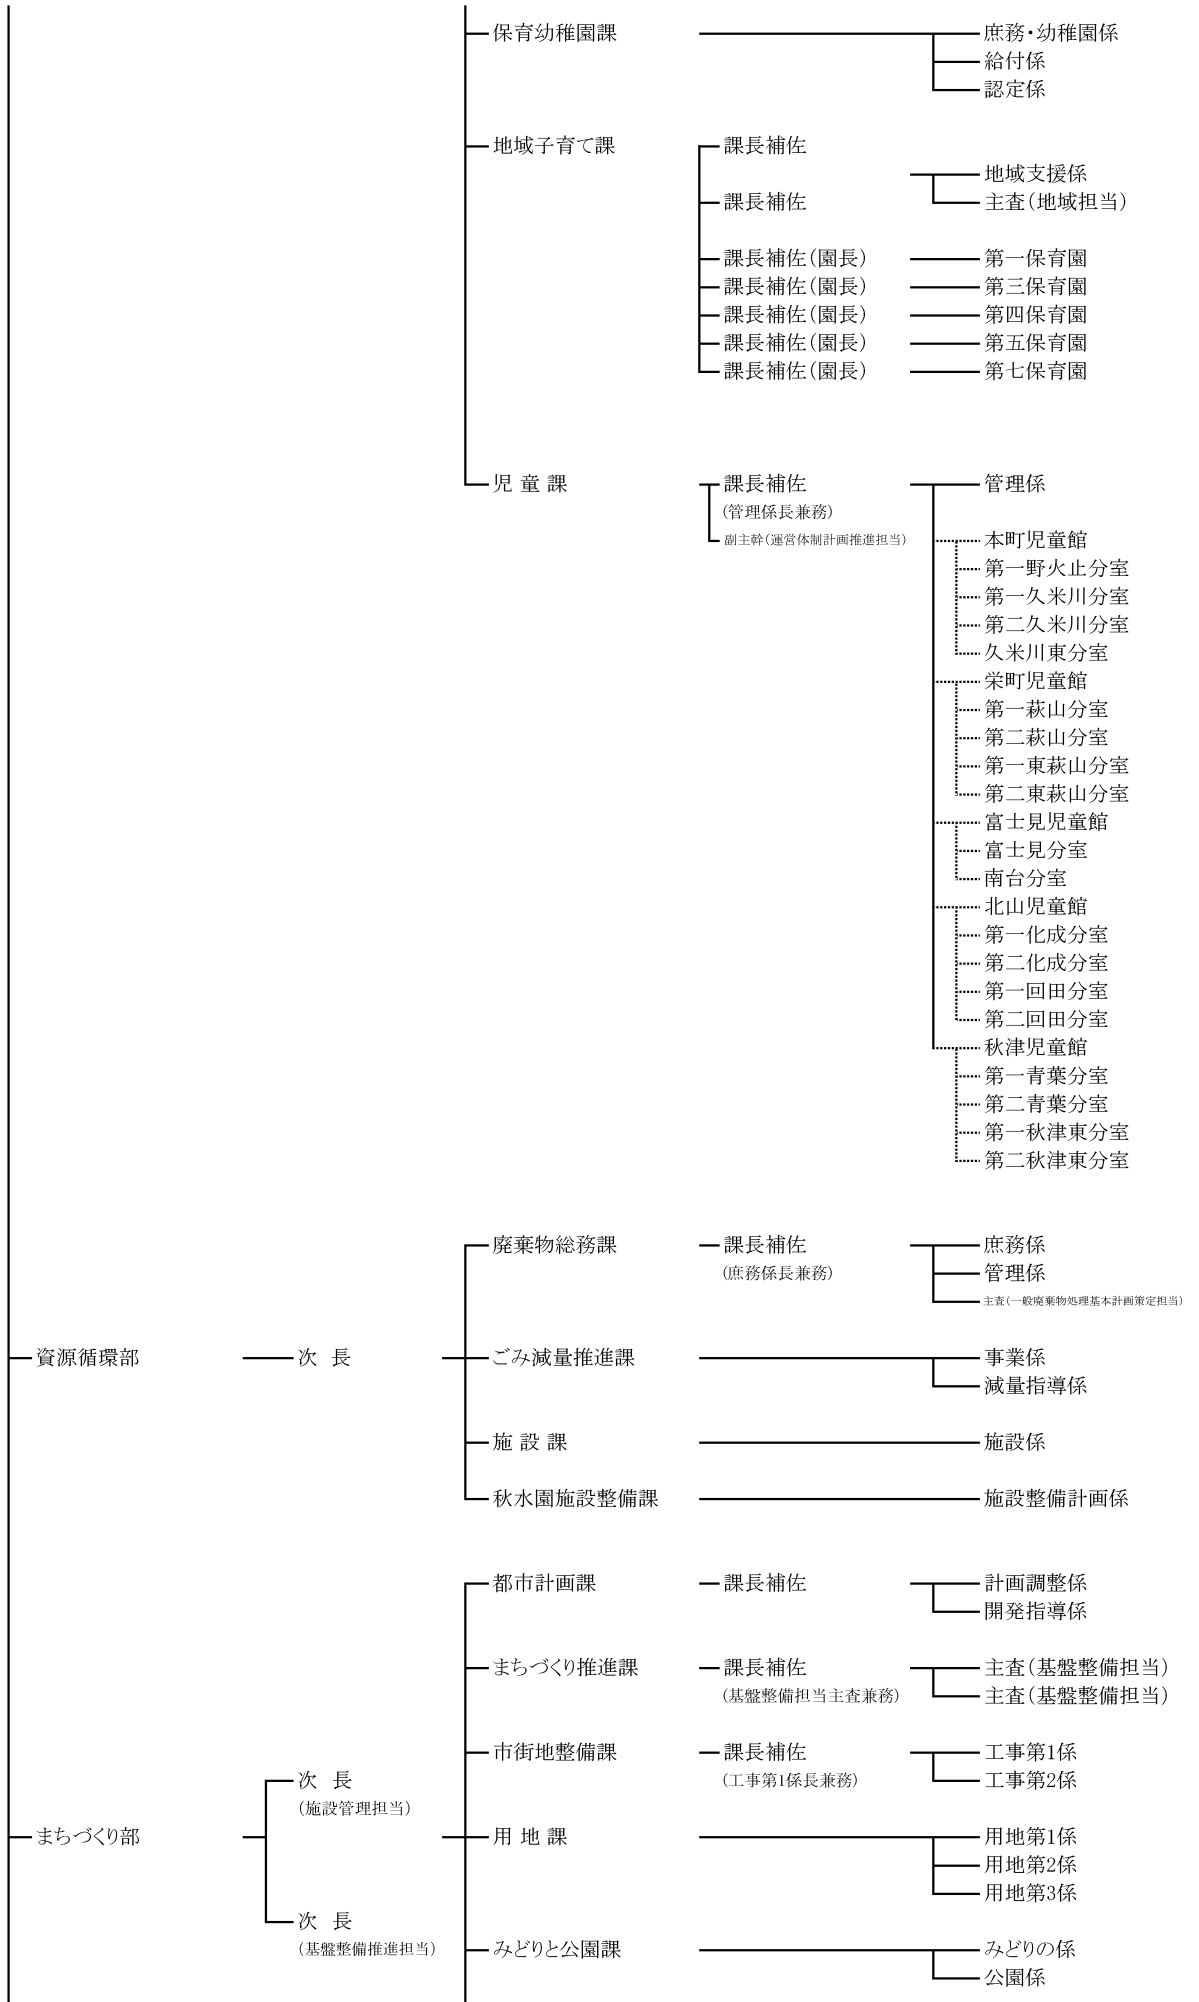 保育幼稚園課 庶務・幼稚園係
給付係
認定係
地域子育て課 課長補佐
地域支援係
課長補佐 主査（地域担当）
課長補佐（園長） 第一保育園
課長補佐（園長） 第三保育園
課長補佐（園長） 第四保育園
課長補佐（園長） 第五保育園
課長補佐（園長） 第七保育園
児 童 課 課長補佐 管理係
（管理係長兼務）
副主幹（運営体制計画推進担当） 本町児童館
第一野火止分室
第一久米川分室
第二久米川分室
久米川東分室
栄町児童館
第一萩山分室
第二萩山分室
第一東萩山分室
第二東萩山分室
富士見児童館
富士見分室
南台分室
北山児童館
第一化成分室
第二化成分室
第一回田分室
第二回田分室
秋津児童館
第一青葉分室
第二青葉分室
第一秋津東分室
第二秋津東分室
廃棄物総務課 課長補佐 庶務係
（庶務係長兼務） 管理係
主査（一般廃棄物処理基本計画策定担当）
資源循環部 次 長 ごみ減量推進課 事業係
減量指導係
施 設 課 施設係
秋水園施設整備課 施設整備計画係
都市計画課 課長補佐 計画調整係
開発指導係
まちづくり推進課 課長補佐 主査（基盤整備担当）
（基盤整備担当主査兼務） 主査（基盤整備担当）
市街地整備課 課長補佐 工事第1係
次 長 （工事第1係長兼務） 工事第2係
（施設管理担当）
まちづくり部 用 地 課 用地第1係
用地第2係
用地第3係
次 長
（基盤整備推進担当） みどりと公園課 みどりの係
公園係